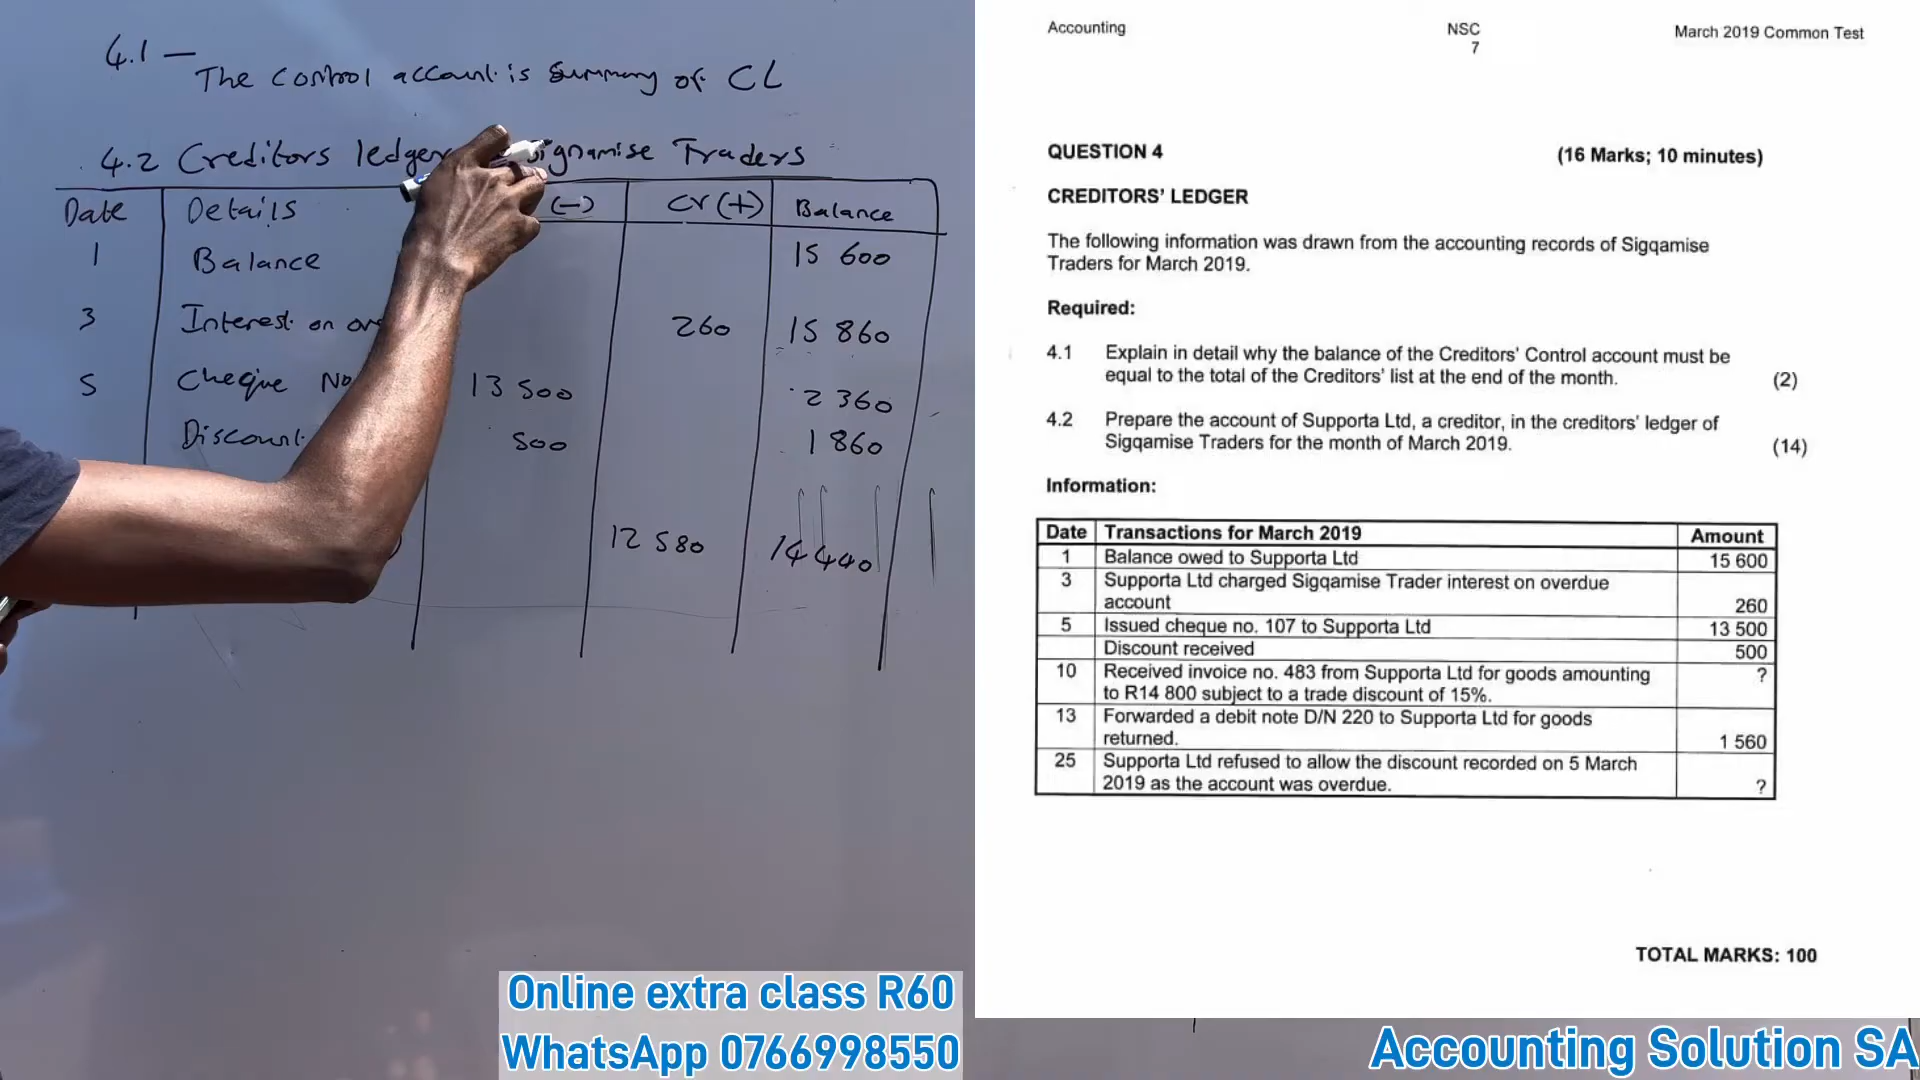 4.1 —
The control account is summary of CL
4.2 Creditors ledger Signamise Traders
Date Details (-) Cr (+) Balance
1 Balance 15 600
3 Interest on 260 15 860
5 Cheque No 13 500 2 360
Discount 500 1 860
12 580 14 440
Accounting
NSC
7
March 2019 Common Test
QUESTION 4 (16 Marks; 10 minutes)
CREDITORS' LEDGER
The following information was drawn from the accounting records of Sigqamise
Traders for March 2019.
Required:
4.1 Explain in detail why the balance of the Creditors' Control account must be
equal to the total of the Creditors' list at the end of the month. (2)
4.2 Prepare the account of Supporta Ltd, a creditor, in the creditors' ledger of
Sigqamise Traders for the month of March 2019. (14)
Information:
Date Transactions for March 2019 Amount
1 Balance owed to Supporta Ltd 15 600
3 Supporta Ltd charged Sigqamise Trader interest on overdue
account 260
5 Issued cheque no. 107 to Supporta Ltd 13 500
Discount received 500
10 Received invoice no. 483 from Supporta Ltd for goods amounting ?
to R14 800 subject to a trade discount of 15%.
13 Forwarded a debit note D/N 220 to Supporta Ltd for goods
returned. 1 560
25 Supporta Ltd refused to allow the discount recorded on 5 March
2019 as the account was overdue. ?
TOTAL MARKS: 100
Online extra class R60
WhatsApp 0766998550
Accounting Solution SA